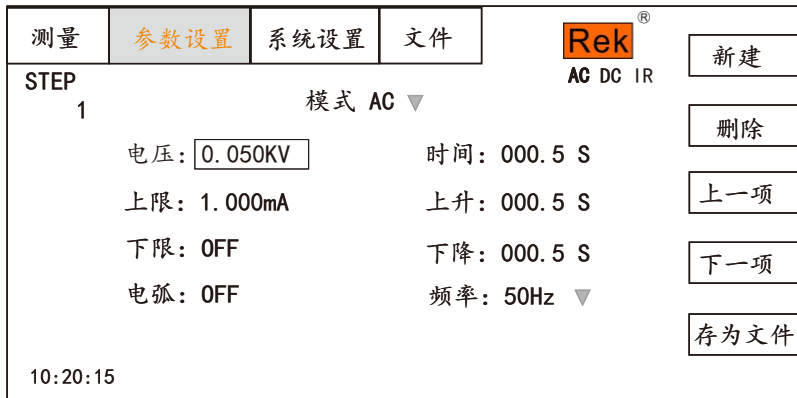 测量 参数设置 系统设置 文件
Rek®
AC DC IR
新建
STEP
1
模式 AC
删除
电压: 0.050KV 时间: 000.5 S
上限: 1.000mA 上升: 000.5 S
上一项
下限: OFF 下降: 000.5 S
下一项
电弧: OFF 频率: 50Hz
存为文件
10:20:15